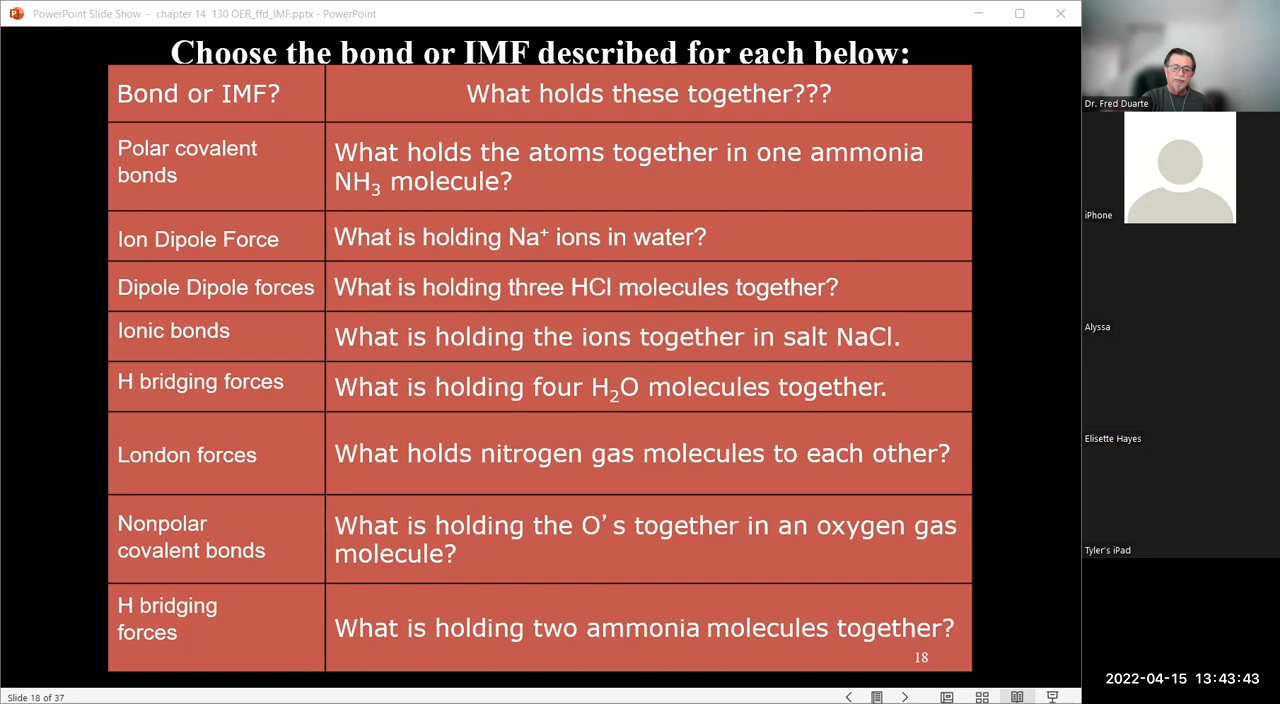 PowerPoint Slide Show - chapter 14 130 OER_ffd_IMF.pptx - PowerPoint
Choose the bond or IMF described for each below:
Bond or IMF?
What holds these together???
Polar covalent
bonds
What holds the atoms together in one ammonia
NH3 molecule?
Ion Dipole Force
What is holding Na+ ions in water?
Dipole Dipole forces
What is holding three HCl molecules together?
Ionic bonds
What is holding the ions together in salt NaCl.
H bridging forces
What is holding four H2O molecules together.
London forces
What holds nitrogen gas molecules to each other?
Nonpolar
covalent bonds
What is holding the O’s together in an oxygen gas
molecule?
H bridging
forces
What is holding two ammonia molecules together?
18
Slide 18 of 37
Dr. Fred Duarte
iPhone
Alyssa
Elisette Hayes
Tyler's iPad
2022-04-15 13:43:43